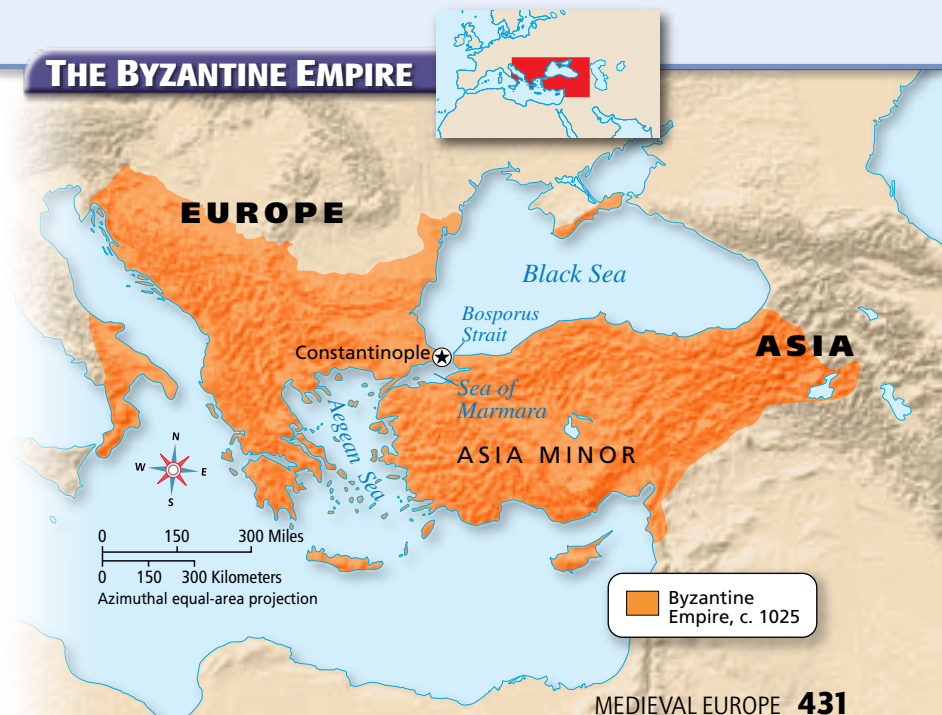 THE BYZANTINE EMPIRE
EUROPE
Black Sea
Bosporus
Strait
Constantinople
ASIA
Sea of
Marmara
Aegean Sea
ASIA MINOR
N
W E
S
0 150 300 Miles
0 150 300 Kilometers
Azimuthal equal-area projection
Byzantine
Empire, c. 1025
MEDIEVAL EUROPE 431